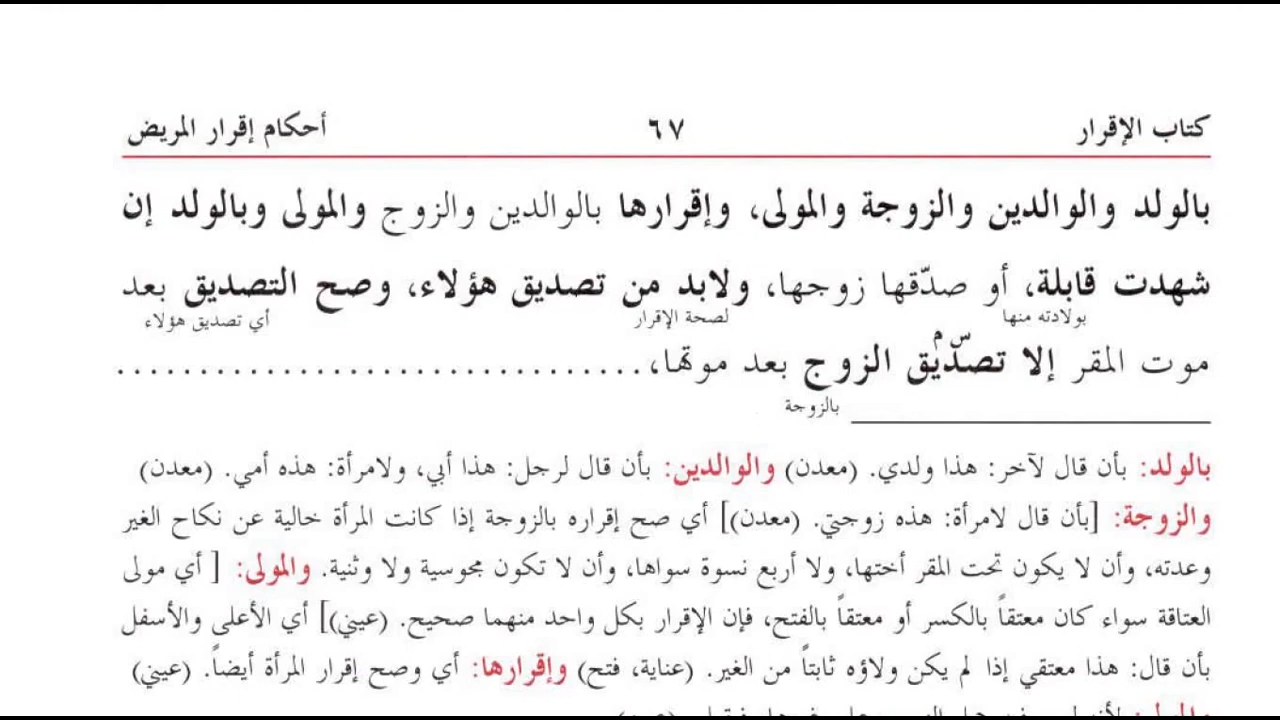 كتاب الإقرار ٦٧ أحكام إقرار المريض
بالولد والوالدين والزوجة والمولى، وإقرارها بالوالدين والزوج والمولى وبالولد إن
شهدت قابلة، أو صدّقها زوجها، ولابد من تصديق هؤلاء، وصح التصديق بعد
بولادته منها لصحة الإقرار أي تصديق هؤلاء
س م
موت المقر إلا تصديق الزوج بعد موتها، ................................
بالزوجة
بالولد: بأن قال لآخر: هذا ولدي. (معدن) والوالدين: بأن قال لرجل: هذا أبي، ولامرأة: هذه أمي. (معدن)
والزوجة: [بأن قال لامرأة: هذه زوجتي. (معدن)] أي صح إقراره بالزوجة إذا كانت المرأة خالية عن نكاح الغير
وعدته، وأن لا يكون تحت المقر أختها، ولا أربع نسوة سواها، وأن لا تكون مجوسية ولا وثنية. والمولى: [ أي مولى
العتاقة سواء كان معتقاً بالكسر أو معتقاً بالفتح، فإن الإقرار بكل واحد منهما صحيح. (عيني)] أي الأعلى والأسفل
بأن قال: هذا معتقي إذا لم يكن ولاؤه ثابتاً من الغير. (عناية، فتح) وإقرارها: أي وصح إقرار المرأة أيضاً. (عيني)